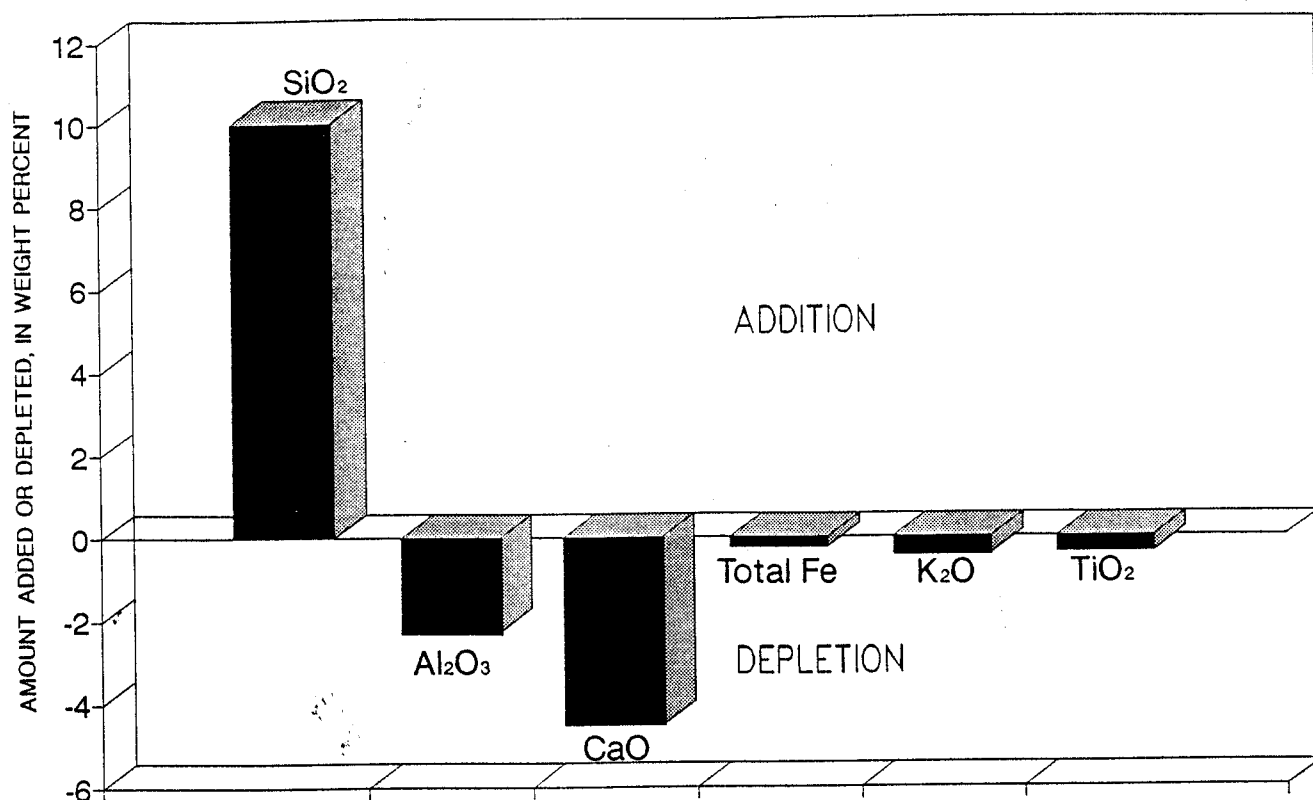 AMOUNT ADDED OR DEPLETED, IN WEIGHT PERCENT
12
10
8
6
4
2
0
-2
-4
-6
SiO₂
ADDITION
Al₂O₃
CaO
Total Fe
K₂O
TiO₂
DEPLETION